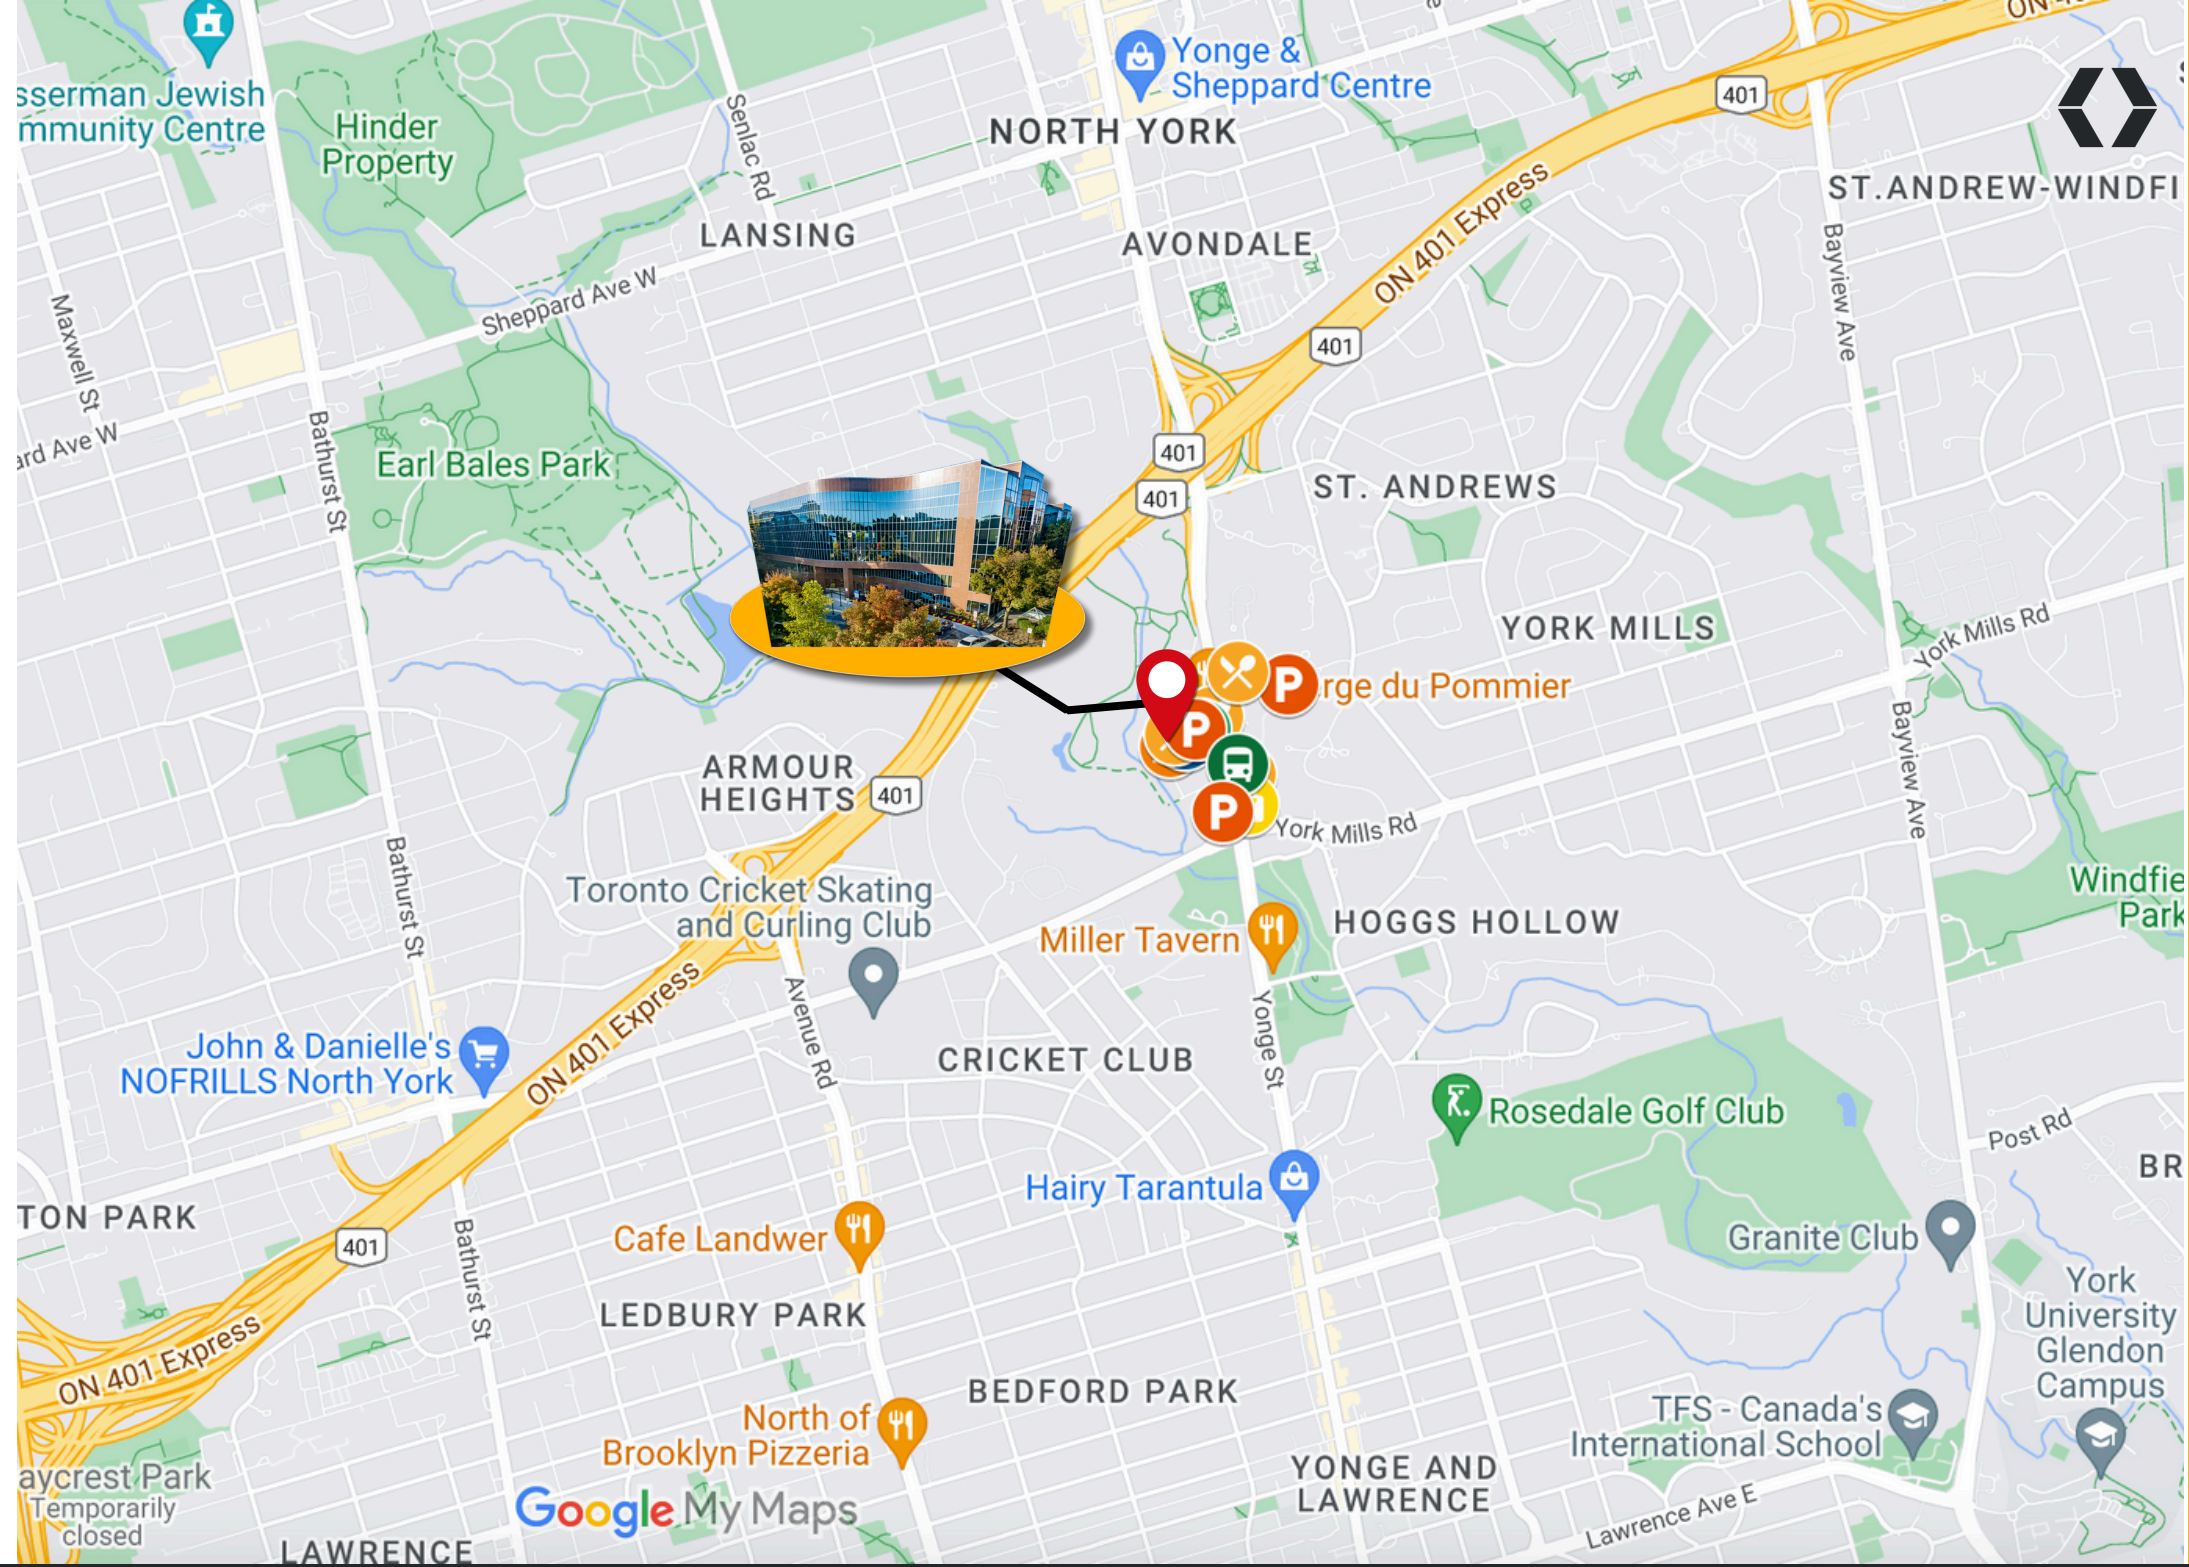 ON 40
Yonge &
Sheppard Centre
sserman Jewish
mmunity Centre
Hinder
Property
Senlac Rd
NORTH YORK
401
ST.ANDREW-WINDFI
LANSING
AVONDALE
ON 401 Express
Bayview Ave
Sheppard Ave W
Maxwell St
401
ard Ave W
Bathurst St
Earl Bales Park
401
401
ST. ANDREWS
YORK MILLS
York Mills Rd
P
rge du Pommier
P
Bayview Ave
ARMOUR
HEIGHTS
401
P
York Mills Rd
Bathurst St
Toronto Cricket Skating
and Curling Club
Windfie
Park
Miller Tavern
HOGGS HOLLOW
ON 401 Express
Avenue Rd
Yonge St
John & Danielle's
NOFRILLS North York
CRICKET CLUB
Rosedale Golf Club
Post Rd
BR
Hairy Tarantula
TON PARK
401
Bathurst St
Cafe Landwer
Granite Club
York
University
Glendon
Campus
LEDBURY PARK
ON 401 Express
BEDFORD PARK
North of
Brooklyn Pizzeria
TFS - Canada's
International School
YONGE AND
LAWRENCE
aycrest Park
Temporarily
closed
Google My Maps
Lawrence Ave E
LAWRENCE